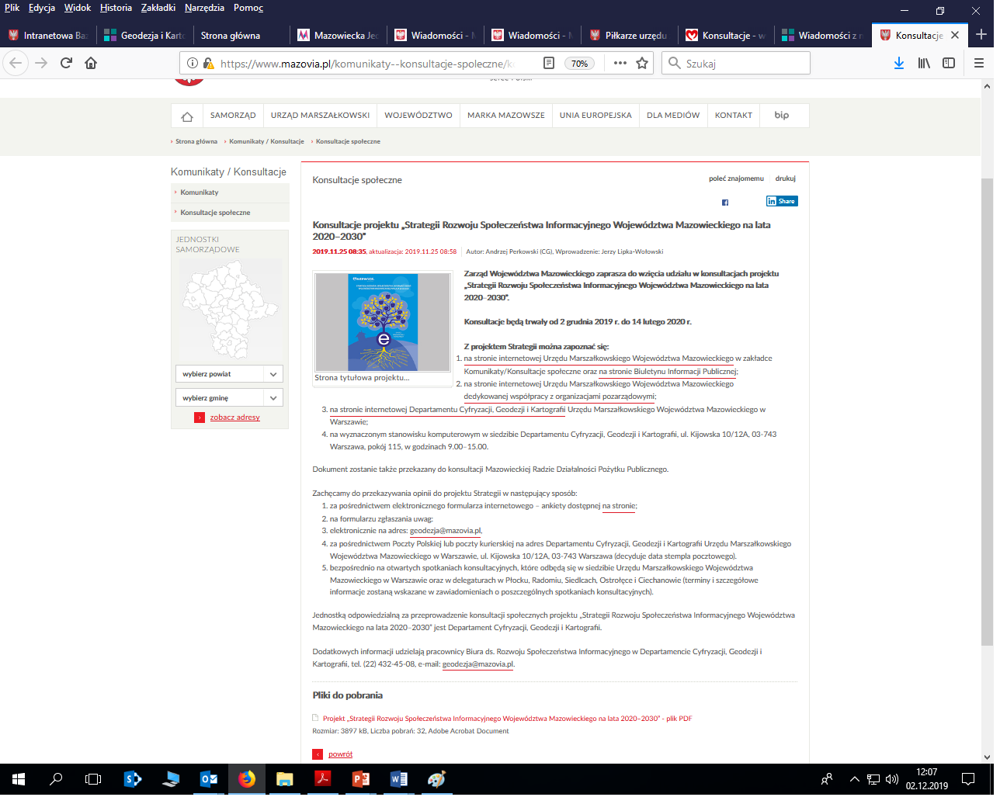 Plik Edycja Widok Historia Zakładki Narzędzia Pomoc
Intranetowa Ba
Geodezja i Karto
Strona główna
Mazowiecka Je
Wiadomości - M
Wiadomości - M
Piłkarze urzędu
Konsultacje - w
Wiadomości z r
Konsultacje
https://www.mazovia.pl/komunikaty--konsultacje-spoleczne/k
70%
Szukaj
SAMORZĄD
URZĄD MARSZAŁKOWSKI
WOJEWÓDZTWO
MARKA MAZOWSZE
UNIA EUROPEJSKA
DLA MEDIÓW
KONTAKT
bip
Strona główna Komunikaty / Konsultacje Konsultacje społeczne
Komunikaty / Konsultacje
Komunikaty
Konsultacje społeczne
JEDNOSTKI
SAMORZĄDOWE
wybierz powiat
wybierz gminę
zobacz adresy
Konsultacje społeczne
poleć znajomemu drukuj
in Share
Konsultacje projektu „Strategii Rozwoju Społeczeństwa Informacyjnego Województwa Mazowieckiego na lata
2020–2030”
2019.11.25 08:35, aktualizacja: 2019.11.25 08:58 Autor: Andrzej Perkowski (CG), Wprowadzenie: Jerzy Lipka-Wołowski
e
Strona tytułowa projektu...
Zarząd Województwa Mazowieckiego zaprasza do wzięcia udziału w konsultacjach projektu
„Strategii Rozwoju Społeczeństwa Informacyjnego Województwa Mazowieckiego na lata
2020–2030”.
Konsultacje będą trwały od 2 grudnia 2019 r. do 14 lutego 2020 r.
Z projektem Strategii można zapoznać się:
1. na stronie internetowej Urzędu Marszałkowskiego Województwa Mazowieckiego w zakładce
Komunikaty/Konsultacje społeczne oraz na stronie Biuletynu Informacji Publicznej;
2. na stronie internetowej Urzędu Marszałkowskiego Województwa Mazowieckiego
dedykowanej współpracy z organizacjami pozarządowymi;
3. na stronie internetowej Departamentu Cyfryzacji, Geodezji i Kartografii Urzędu Marszałkowskiego Województwa Mazowieckiego w
Warszawie;
4. na wyznaczonym stanowisku komputerowym w siedzibie Departamentu Cyfryzacji, Geodezji i Kartografii, ul. Kijowska 10/12A, 03-743
Warszawa, pokój 115, w godzinach 9.00–15.00.
Dokument zostanie także przekazany do konsultacji Mazowieckiej Radzie Działalności Pożytku Publicznego.
Zachęcamy do przekazywania opinii do projektu Strategii w następujący sposób:
1. za pośrednictwem elektronicznego formularza internetowego – ankiety dostępnej na stronie;
2. na formularzu zgłaszania uwag:
3. elektronicznie na adres: geodezja@mazovia.pl,
4. za pośrednictwem Poczty Polskiej lub poczty kurierskiej na adres Departamentu Cyfryzacji, Geodezji i Kartografii Urzędu Marszałkowskiego
Województwa Mazowieckiego w Warszawie, ul. Kijowska 10/12A, 03-743 Warszawa (decyduje data stempla pocztowego).
5. bezpośrednio na otwartych spotkaniach konsultacyjnych, które odbędą się w siedzibie Urzędu Marszałkowskiego Województwa
Mazowieckiego w Warszawie oraz w delegaturach w Płocku, Radomiu, Siedlcach, Ostrołęce i Ciechanowie (terminy i szczegółowe
informacje zostaną wskazane w zawiadomieniach o poszczególnych spotkaniach konsultacyjnych).
Jednostką odpowiedzialną za przeprowadzenie konsultacji społecznych projektu „Strategii Rozwoju Społeczeństwa Informacyjnego Województwa
Mazowieckiego na lata 2020–2030” jest Departament Cyfryzacji, Geodezji i Kartografii.
Dodatkowych informacji udzielają pracownicy Biura ds. Rozwoju Społeczeństwa Informacyjnego w Departamencie Cyfryzacji, Geodezji i
Kartografii, tel. (22) 432-45-08, e-mail: geodezja@mazovia.pl.
Pliki do pobrania
Projekt „Strategii Rozwoju Społeczeństwa Informacyjnego Województwa Mazowieckiego na lata 2020–2030” - plik PDF
Rozmiar: 3897 kB, Liczba pobrań: 32, Adobe Acrobat Document
powrót
12:07
02.12.2019